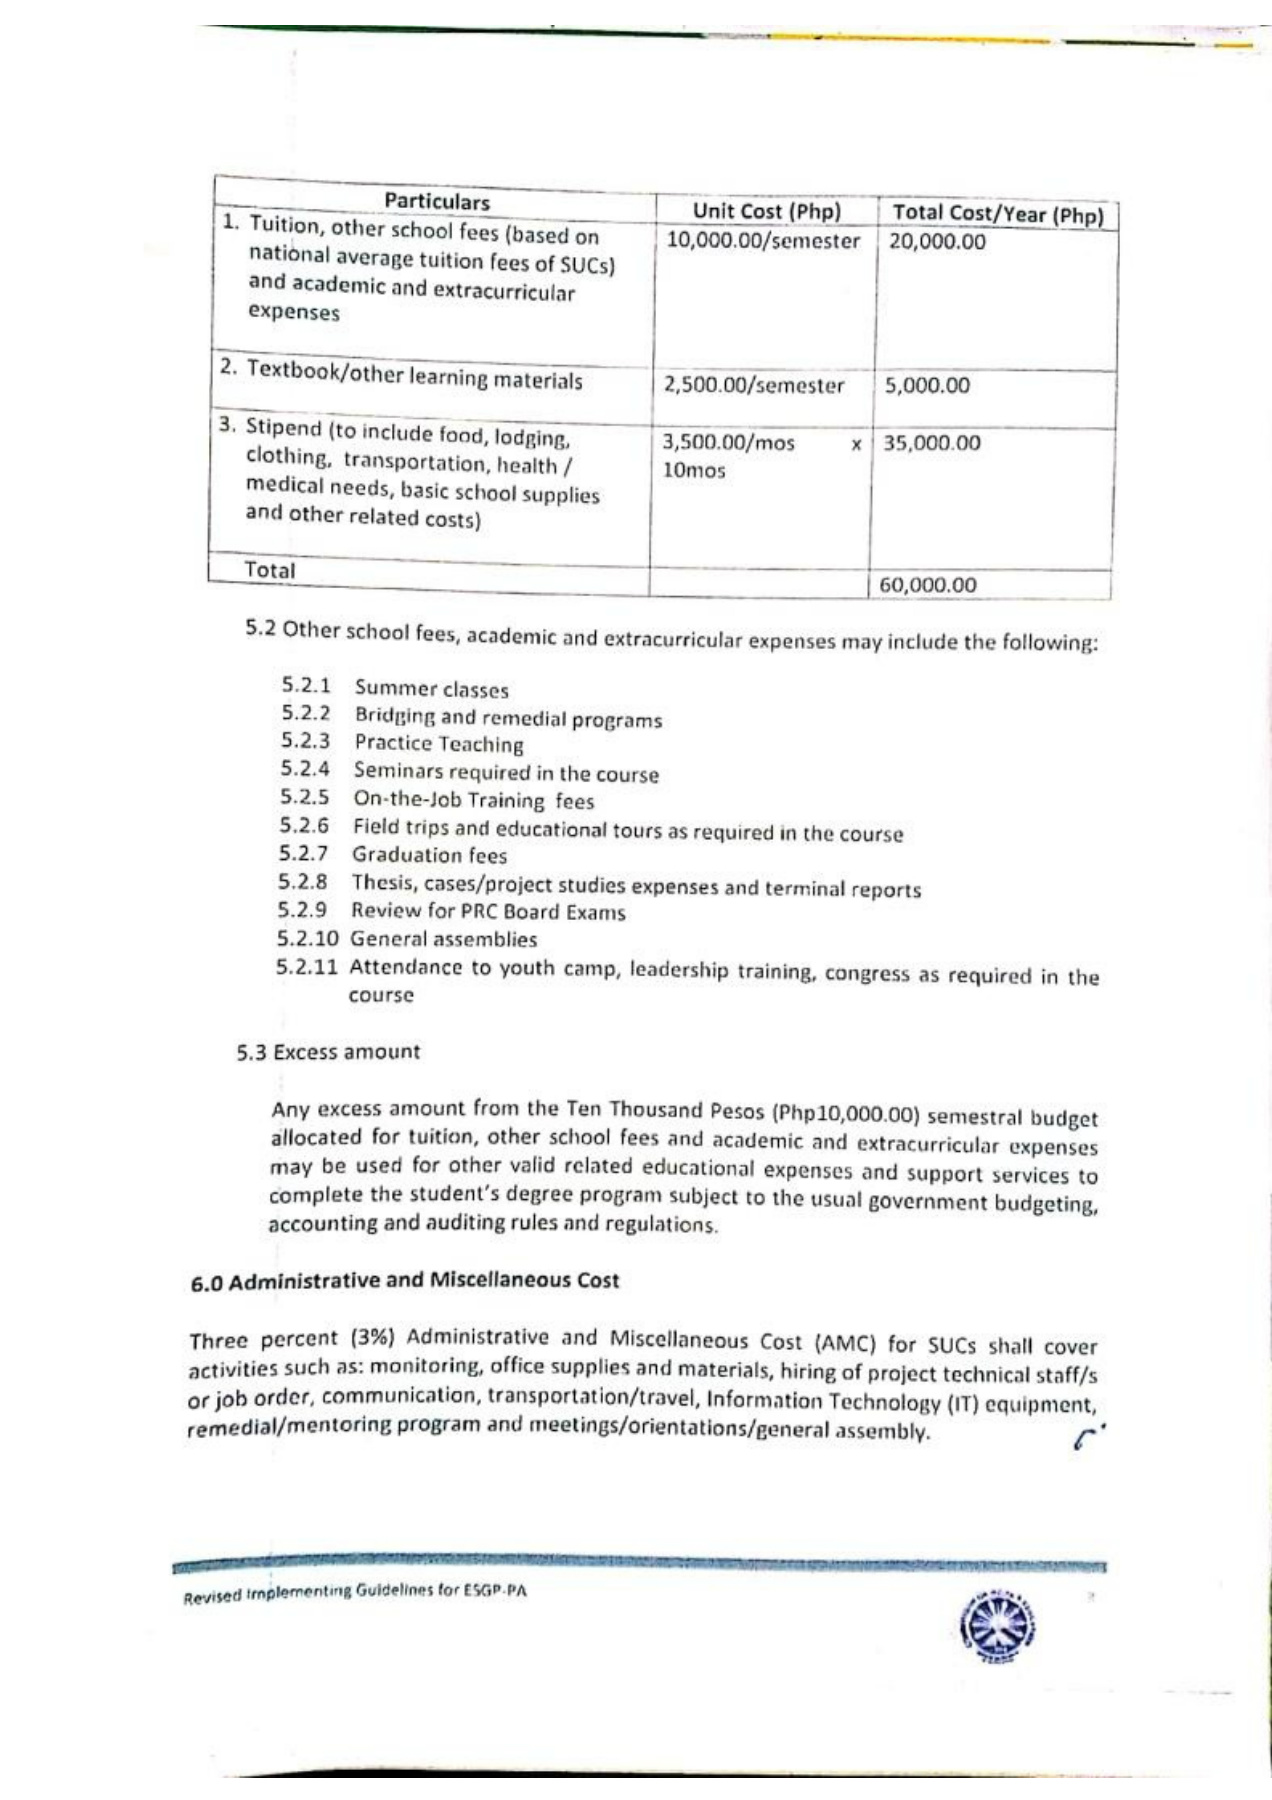 Particulars
Unit Cost (Php)
Total Cost/Year (Php)
1. Tuition, other school fees (based on
national average tuition fees of SUCs)
and academic and extracurricular
expenses
10,000.00/semester
20,000.00
2. Textbook/other learning materials
2,500.00/semester
5,000.00
3. Stipend (to include food, lodging,
clothing, transportation, health /
medical needs, basic school supplies
and other related costs)
3,500.00/mos x
10mos
35,000.00
Total
60,000.00
5.2 Other school fees, academic and extracurricular expenses may include the following:
5.2.1 Summer classes
5.2.2 Bridging and remedial programs
5.2.3 Practice Teaching
5.2.4 Seminars required in the course
5.2.5 On-the-Job Training fees
5.2.6 Field trips and educational tours as required in the course
5.2.7 Graduation fees
5.2.8 Thesis, cases/project studies expenses and terminal reports
5.2.9 Review for PRC Board Exams
5.2.10 General assemblies
5.2.11 Attendance to youth camp, leadership training, congress as required in the
course
5.3 Excess amount
Any excess amount from the Ten Thousand Pesos (Php10,000.00) semestral budget
allocated for tuition, other school fees and academic and extracurricular expenses
may be used for other valid related educational expenses and support services to
complete the student's degree program subject to the usual government budgeting,
accounting and auditing rules and regulations.
6.0 Administrative and Miscellaneous Cost
Three percent (3%) Administrative and Miscellaneous Cost (AMC) for SUCs shall cover
activities such as: monitoring, office supplies and materials, hiring of project technical staff/s
or job order, communication, transportation/travel, Information Technology (IT) equipment,
remedial/mentoring program and meetings/orientations/general assembly.
Revised Implementing Guidelines for ESGP-PA